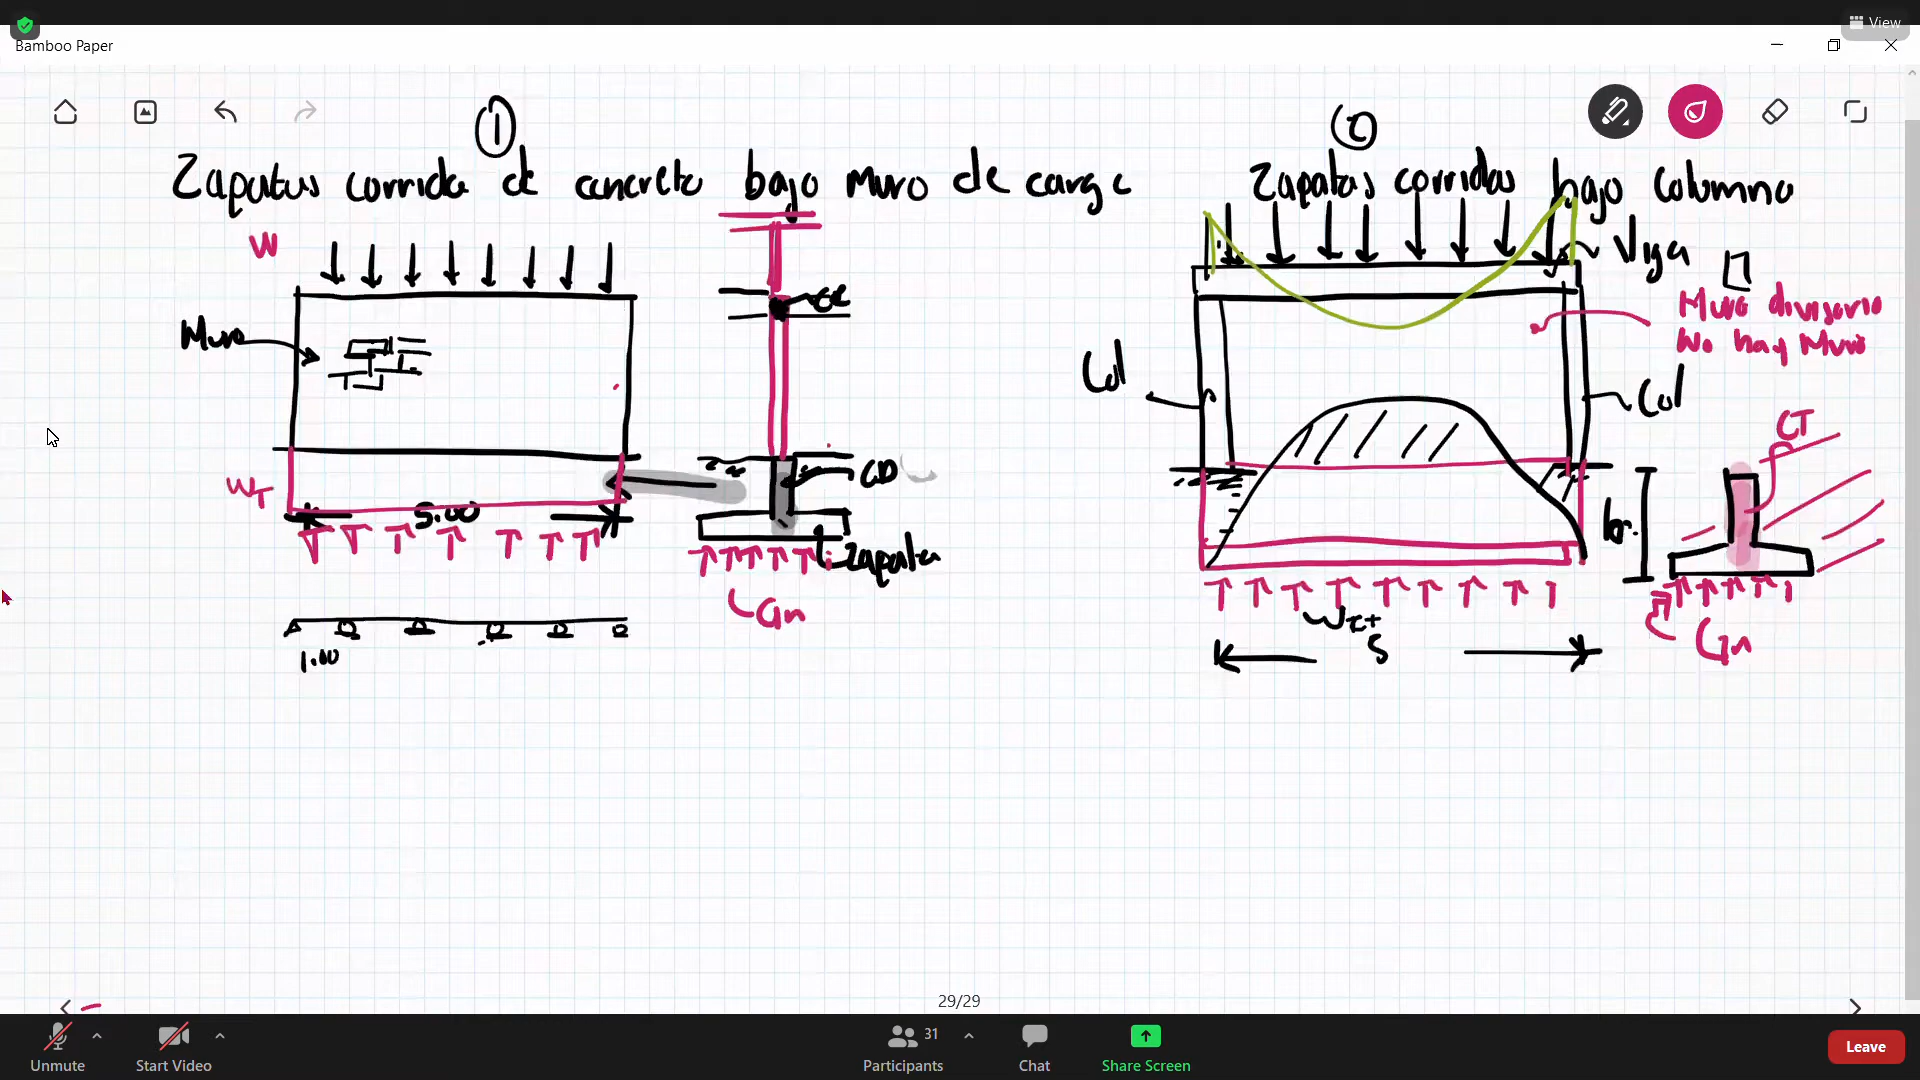 View
Bamboo Paper
1
Zapatas corrida de concreto bajo muro de carga
W
Muro
WT
5.00
1.00
CD
Zapata
Gn
2
Zapatas corridas bajo Columna
Viga
Muro divisorio
No hay Muro
Col
Col
CT
h
S
Gn
29/29
Unmute
Start Video
31
Participants
Chat
Share Screen
Leave